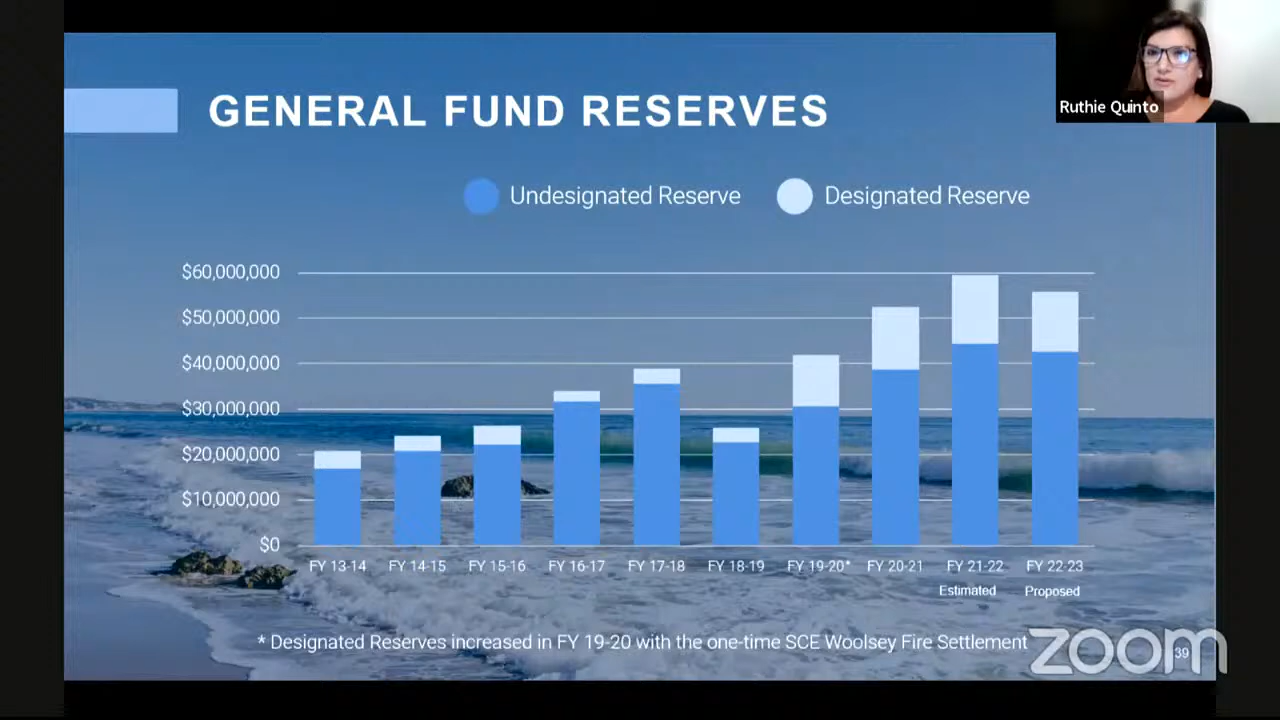 Ruthie Quinto
GENERAL FUND RESERVES
Undesignated Reserve Designated Reserve
$60,000,000
$50,000,000
$40,000,000
$30,000,000
$20,000,000
$10,000,000
$0
FY 13-14 FY 14-15 FY 15-16 FY 16-17 FY 17-18 FY 18-19 FY 19-20* FY 20-21 FY 21-22 FY 22-23
Estimated Proposed
* Designated Reserves increased in FY 19-20 with the one-time SCE Woolsey Fire Settlement
zoom
39